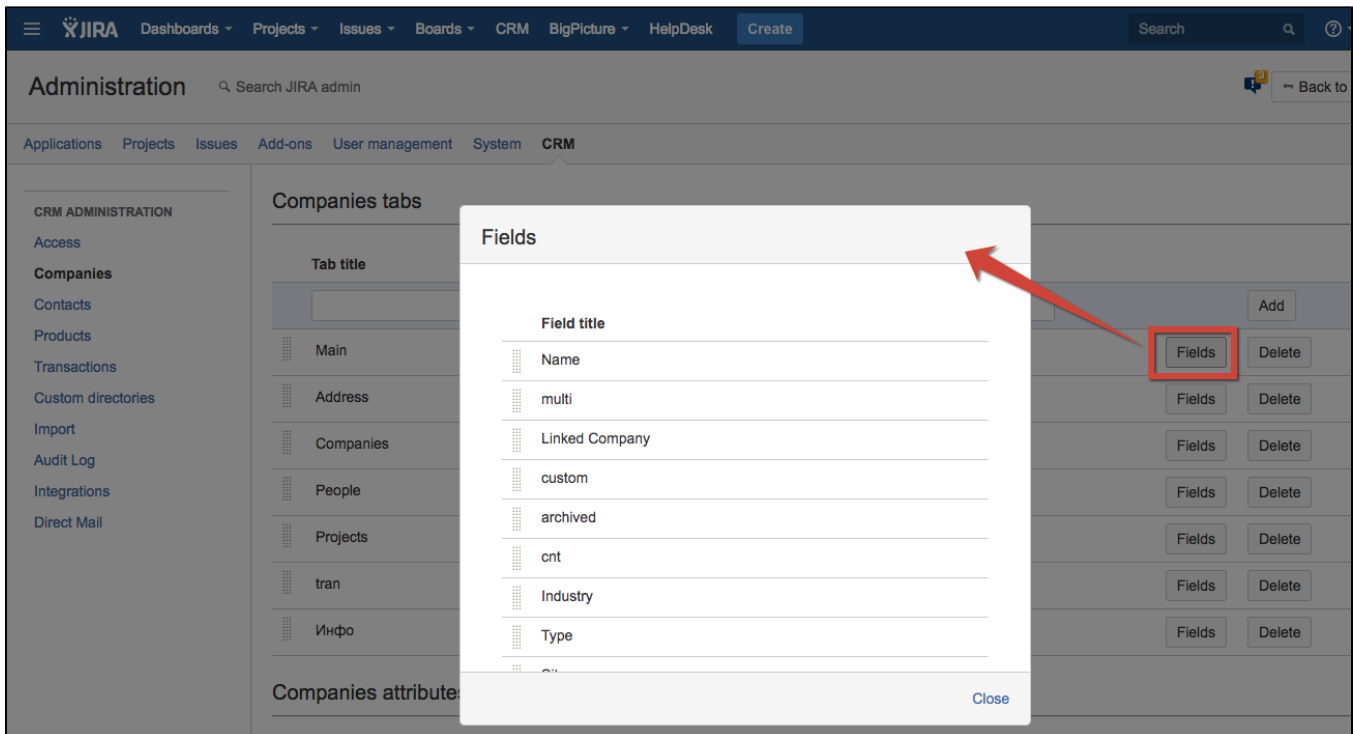 JIRA Dashboards Projects Issues Boards CRM BigPicture HelpDesk Create Search
Administration Search JIRA admin 3 Back to
Applications Projects Issues Add-ons User management System CRM
CRM ADMINISTRATION
Access
Companies
Contacts
Products
Transactions
Custom directories
Import
Audit Log
Integrations
Direct Mail
Companies tabs
Tab title
Add
Main Fields Delete
Address Fields Delete
Companies Fields Delete
People Fields Delete
Projects Fields Delete
tran Fields Delete
Инфо Fields Delete
Companies attributes
Fields
Field title
Name
multi
Linked Company
custom
archived
cnt
Industry
Type
Close